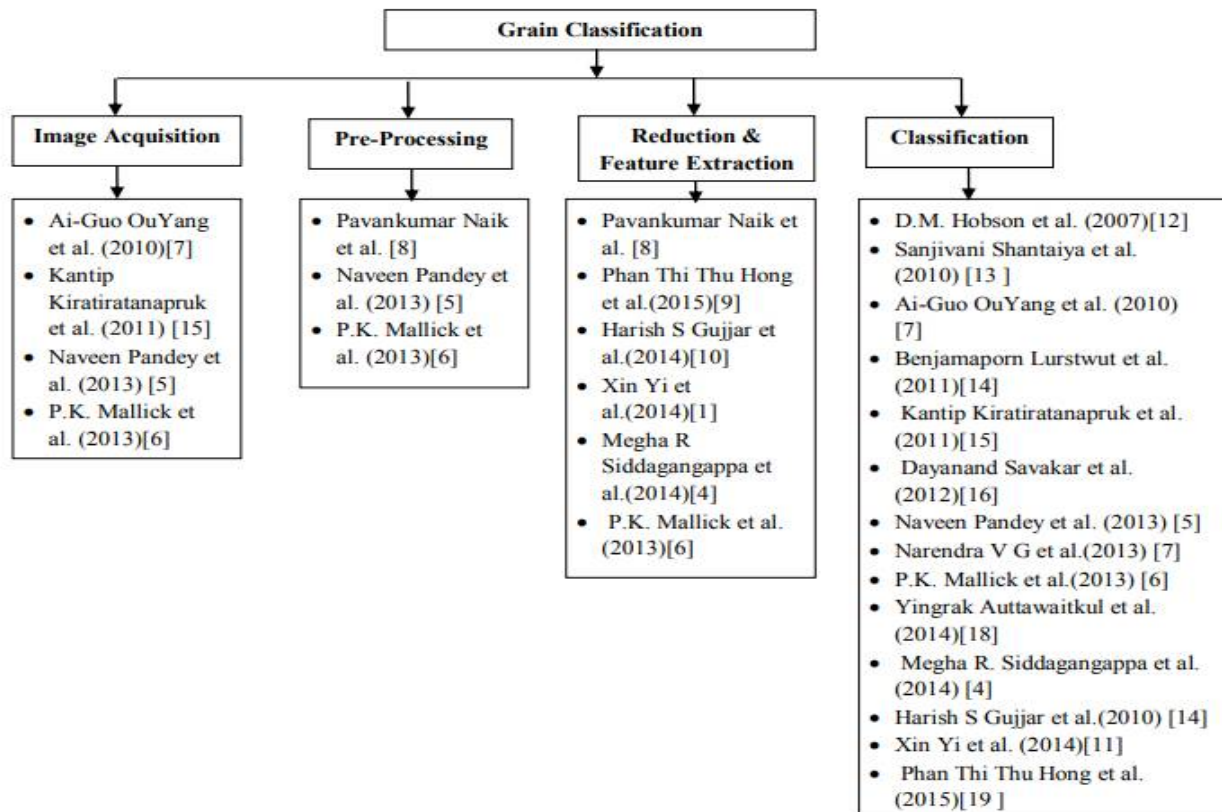 Grain Classification
Image Acquisition
Pre-Processing
Reduction &
Feature Extraction
Classification
• Ai-Guo OuYang
et al. (2010)[7]
• Kantip
Kiratiratanapruk
et al. (2011) [15]
• Naveen Pandey et
al. (2013) [5]
• P.K. Mallick et
al. (2013)[6]
• Pavankumar Naik
et al. [8]
• Naveen Pandey
et al. (2013) [5]
• P.K. Mallick et
al. (2013)[6]
• Pavankumar Naik et
al. [8]
• Phan Thi Thu Hong
et al.(2015)[9]
• Harish S Gujjar et
al.(2014)[10]
• Xin Yi et
al.(2014)[1]
• Megha R
Siddagangappa et
al.(2014)[4]
• P.K. Mallick et al.
(2013)[6]
• D.M. Hobson et al. (2007)[12]
• Sanjivani Shantaiya et al.
(2010) [13 ]
• Ai-Guo OuYang et al. (2010)
[7]
• Benjamaporn Lurstwut et al.
(2011)[14]
• Kantip Kiratiratanapruk et al.
(2011)[15]
• Dayanand Savakar et al.
(2012)[16]
• Naveen Pandey et al. (2013) [5]
• Narendra V G et al.(2013) [7]
• P.K. Mallick et al.(2013) [6]
• Yingrak Auttawaitkul et al.
(2014)[18]
• Megha R. Siddagangappa et al.
(2014) [4]
• Harish S Gujjar et al.(2010) [14]
• Xin Yi et al. (2014)[11]
• Phan Thi Thu Hong et al.
(2015)[19 ]